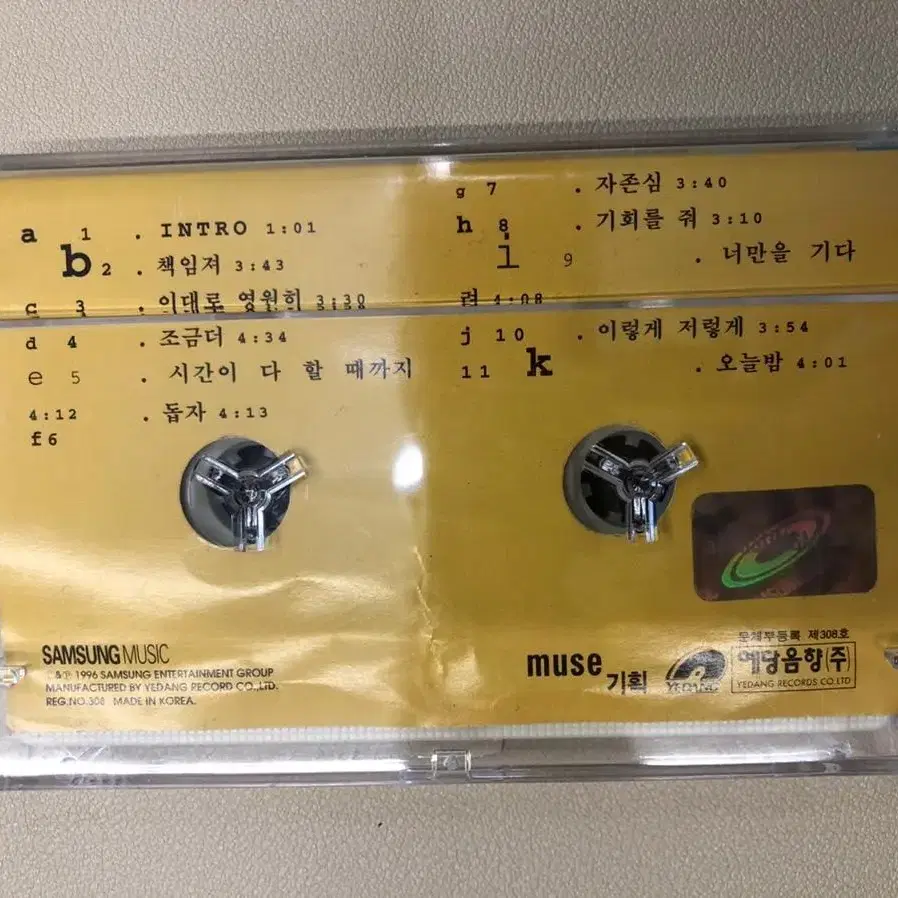 a 1 . INTRO 1:01
b 2 . 책임져 3:43
c 3 . 이대로 영원히 3:30
d 4 . 조금더 4:34
e 5 . 시간이 다 할 때까지
4:12 . 돕자 4:13
f6
g 7 . 자존심 3:40
h 8 . 기회를 줘 3:10
i 9 . 너만을 기다
려 4:08
j 10 . 이렇게 저렇게 3:54
11 k . 오늘밤 4:01
SAMSUNG MUSIC
℗ 1996 SAMSUNG ENTERTAINMENT GROUP
MANUFACTURED BY YEDANG RECORD CO.,LTD.
REG.NO.308 MADE IN KOREA.
muse 기획
YEDANG
문체부등록 제308호
예당음향(주)
YEDANG RECORDS CO.LTD